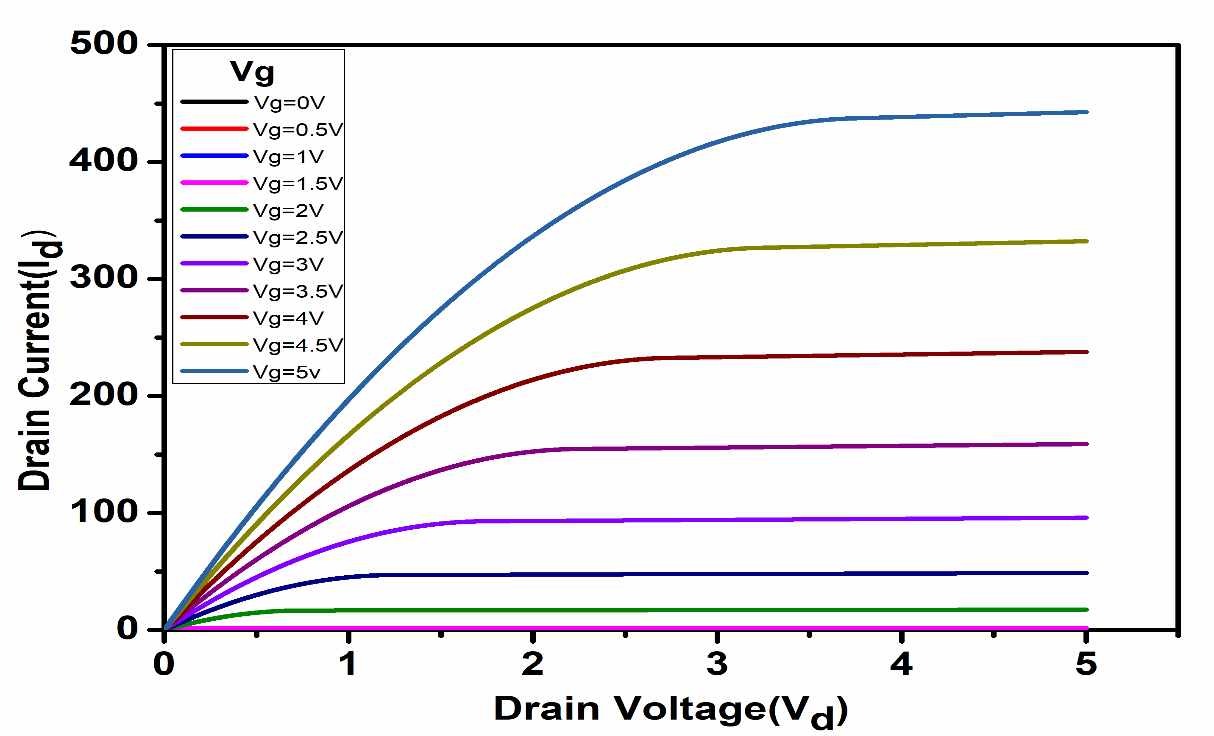 500
400
300
200
100
0
Drain Current(Id)
Vg
Vg=0V
Vg=0.5V
Vg=1V
Vg=1.5V
Vg=2V
Vg=2.5V
Vg=3V
Vg=3.5V
Vg=4V
Vg=4.5V
Vg=5v
0 1 2 3 4 5
Drain Voltage(Vd)